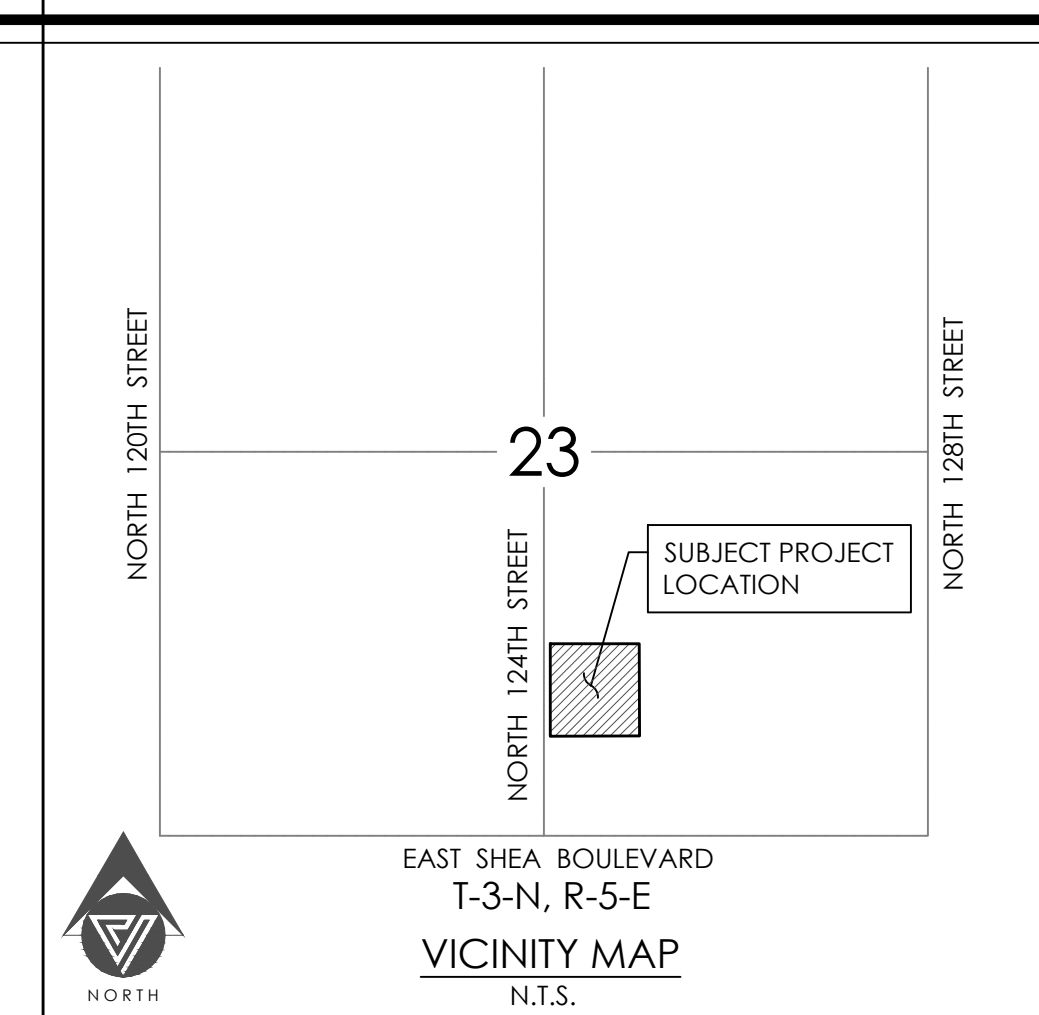 NORTH 120TH STREET
23
NORTH 128TH STREET
NORTH 124TH STREET
SUBJECT PROJECT
LOCATION
EAST SHEA BOULEVARD
T-3-N, R-5-E
VICINITY MAP
N.T.S.
NORTH